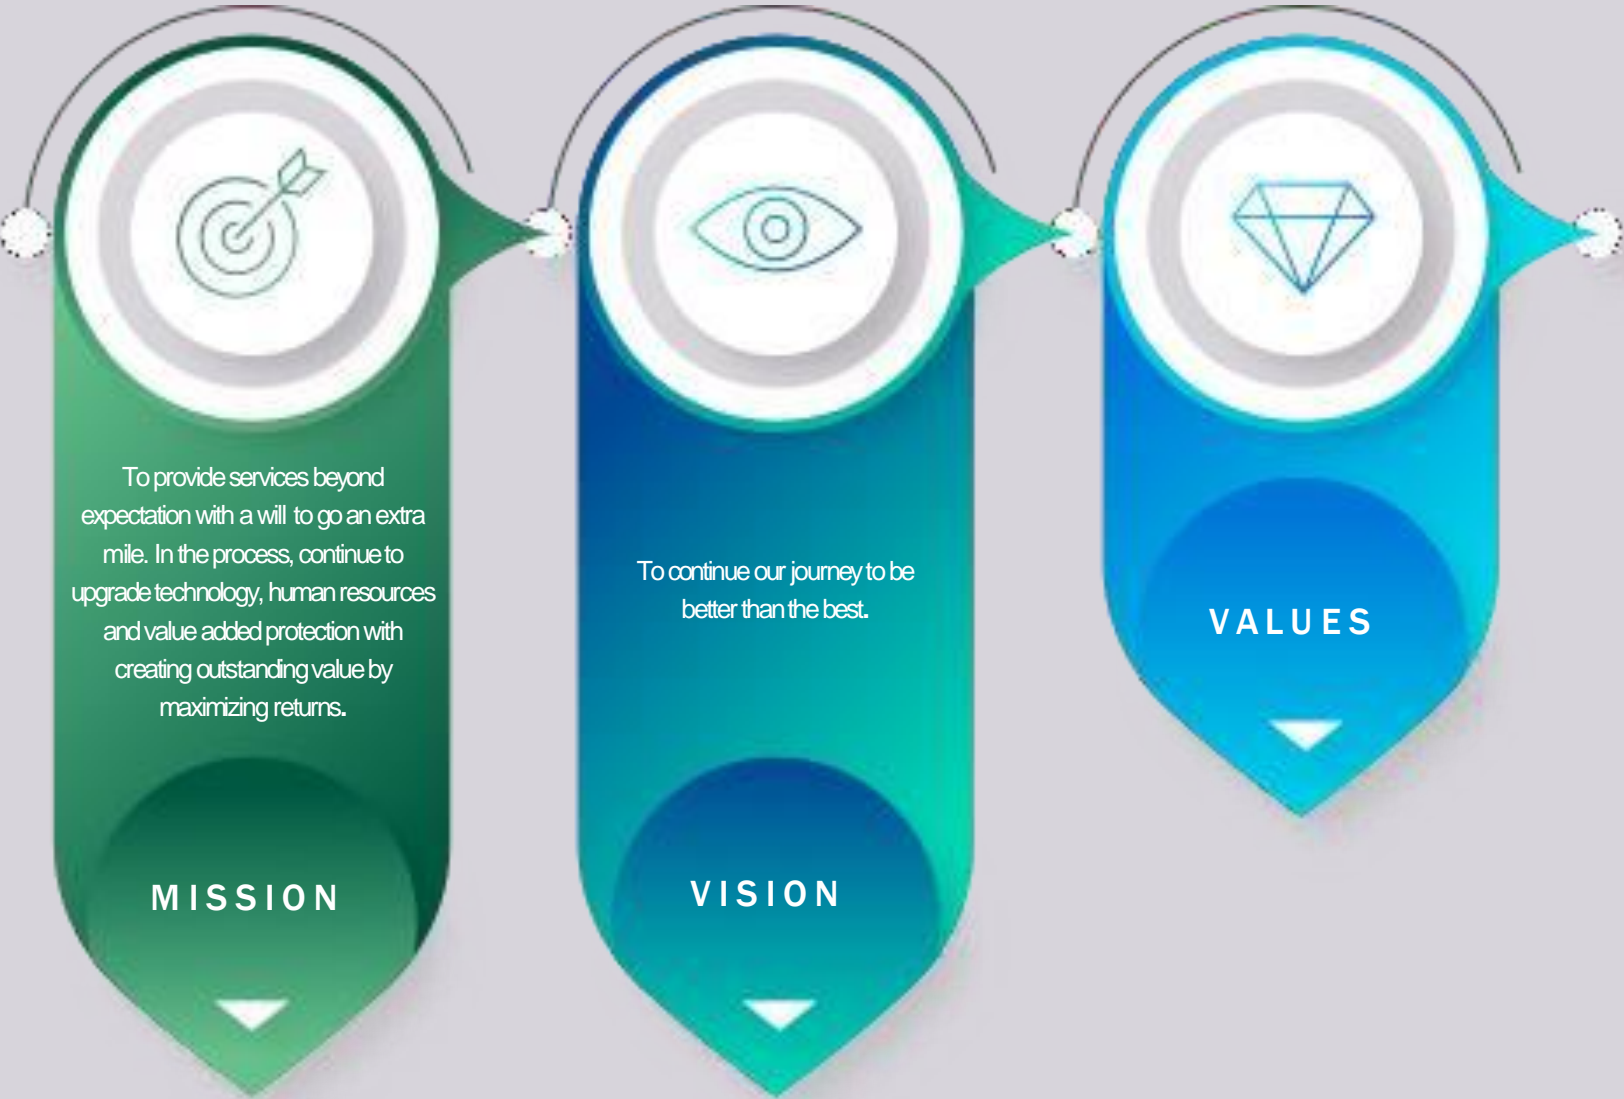 To provide services beyond
expectation with a will to go an extra
mile. In the process, continue to
upgrade technology, human resources
and value added protection with
creating outstanding value by
maximizing returns.
MISSION
To continue our journey to be
better than the best.
VISION
VALUES